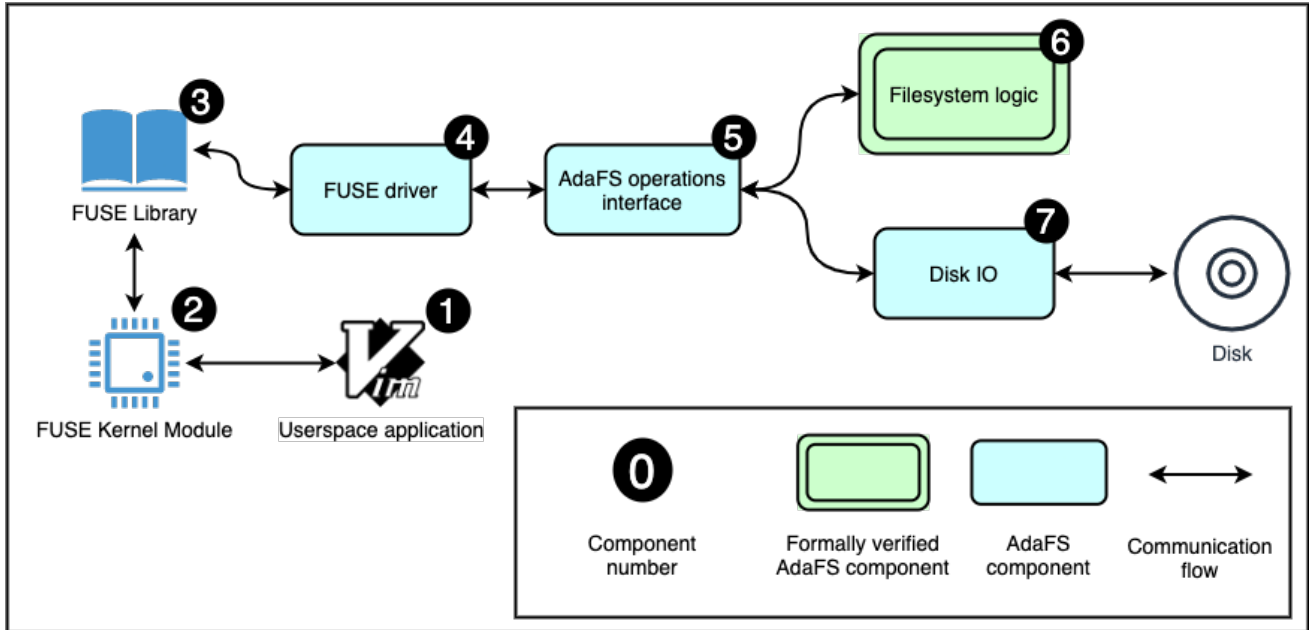 6
Filesystem logic
3
4
5
FUSE driver
AdaFS operations
interface
FUSE Library
7
Disk IO
Disk
2
1
Vim
FUSE Kernel Module
Userspace application
0
Component
number
Formally verified
AdaFS component
AdaFS
component
Communication
flow